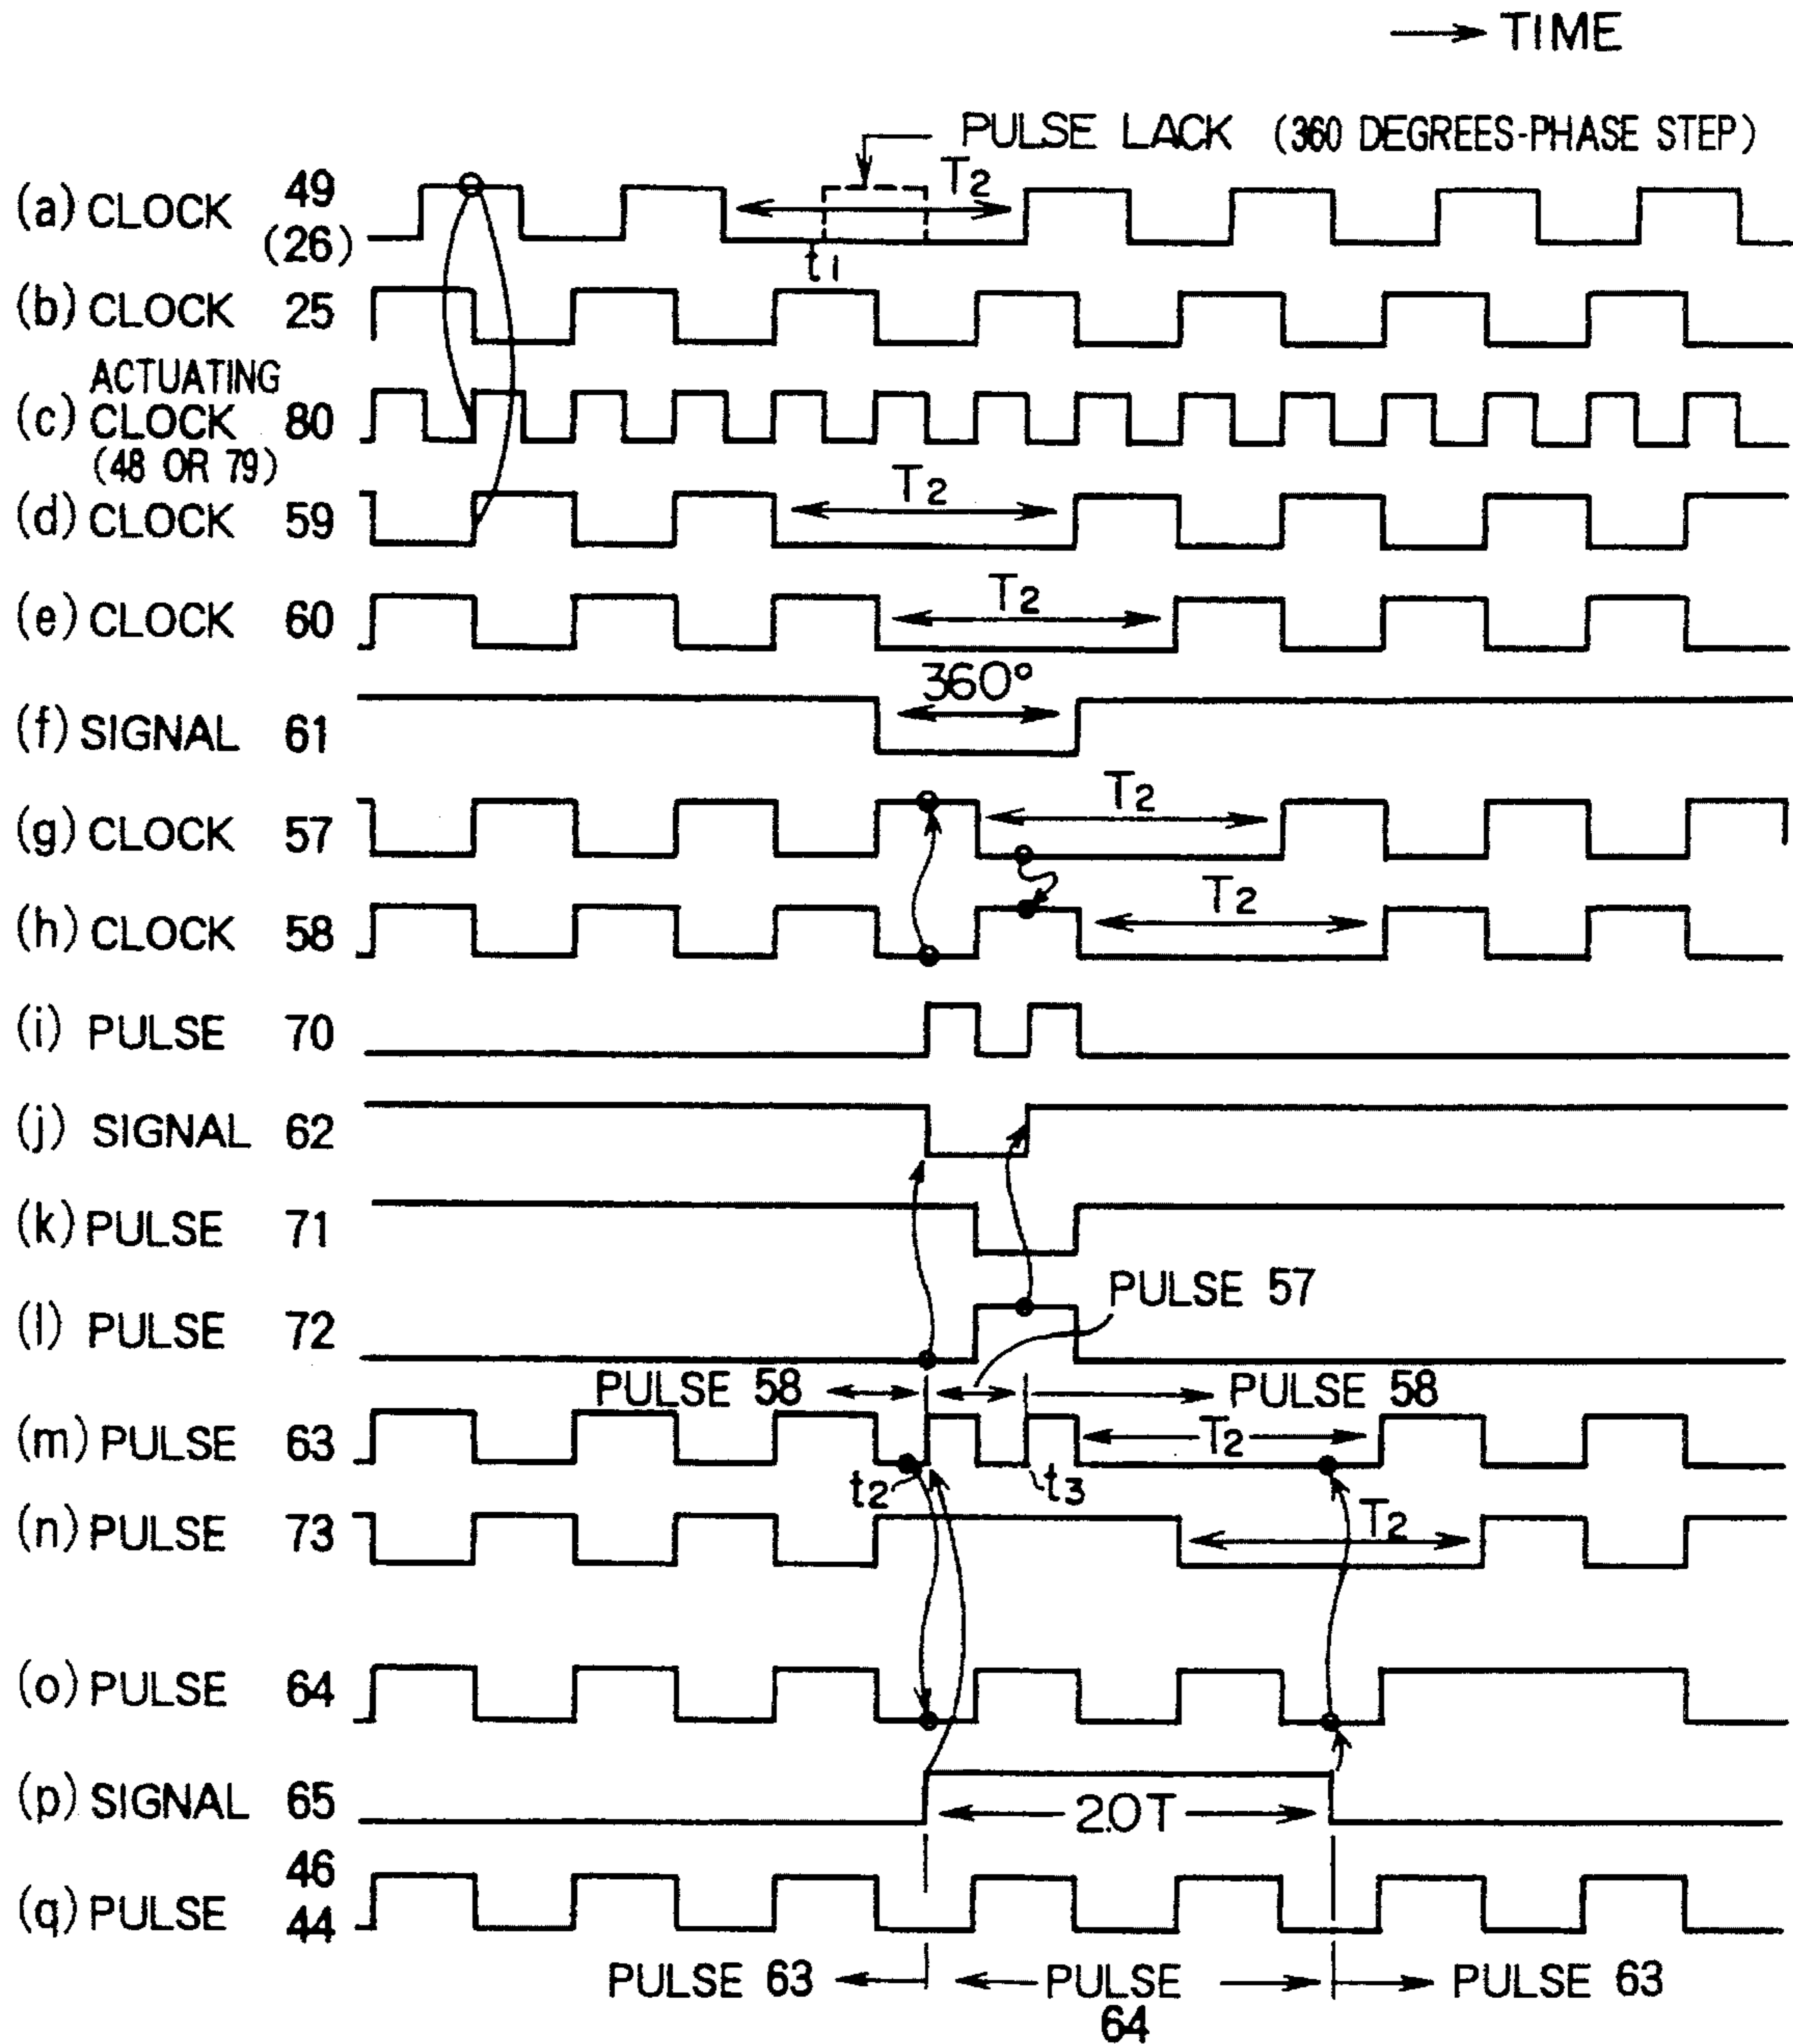 → TIME
PULSE LACK (360 DEGREES-PHASE STEP)
(a) CLOCK 49 (26)
T2
t1
(b) CLOCK 25
(c) ACTUATING CLOCK 80 (48 OR 79)
(d) CLOCK 59
T2
(e) CLOCK 60
T2
(f) SIGNAL 61
360°
(g) CLOCK 57
T2
(h) CLOCK 58
T2
(i) PULSE 70
(j) SIGNAL 62
(k) PULSE 71
(l) PULSE 72
PULSE 57
PULSE 58
PULSE 58
(m) PULSE 63
T2
t2
t3
(n) PULSE 73
T2
(o) PULSE 64
(p) SIGNAL 65
2.0T
(q) PULSE 46 44
PULSE 63
PULSE 64
PULSE 63